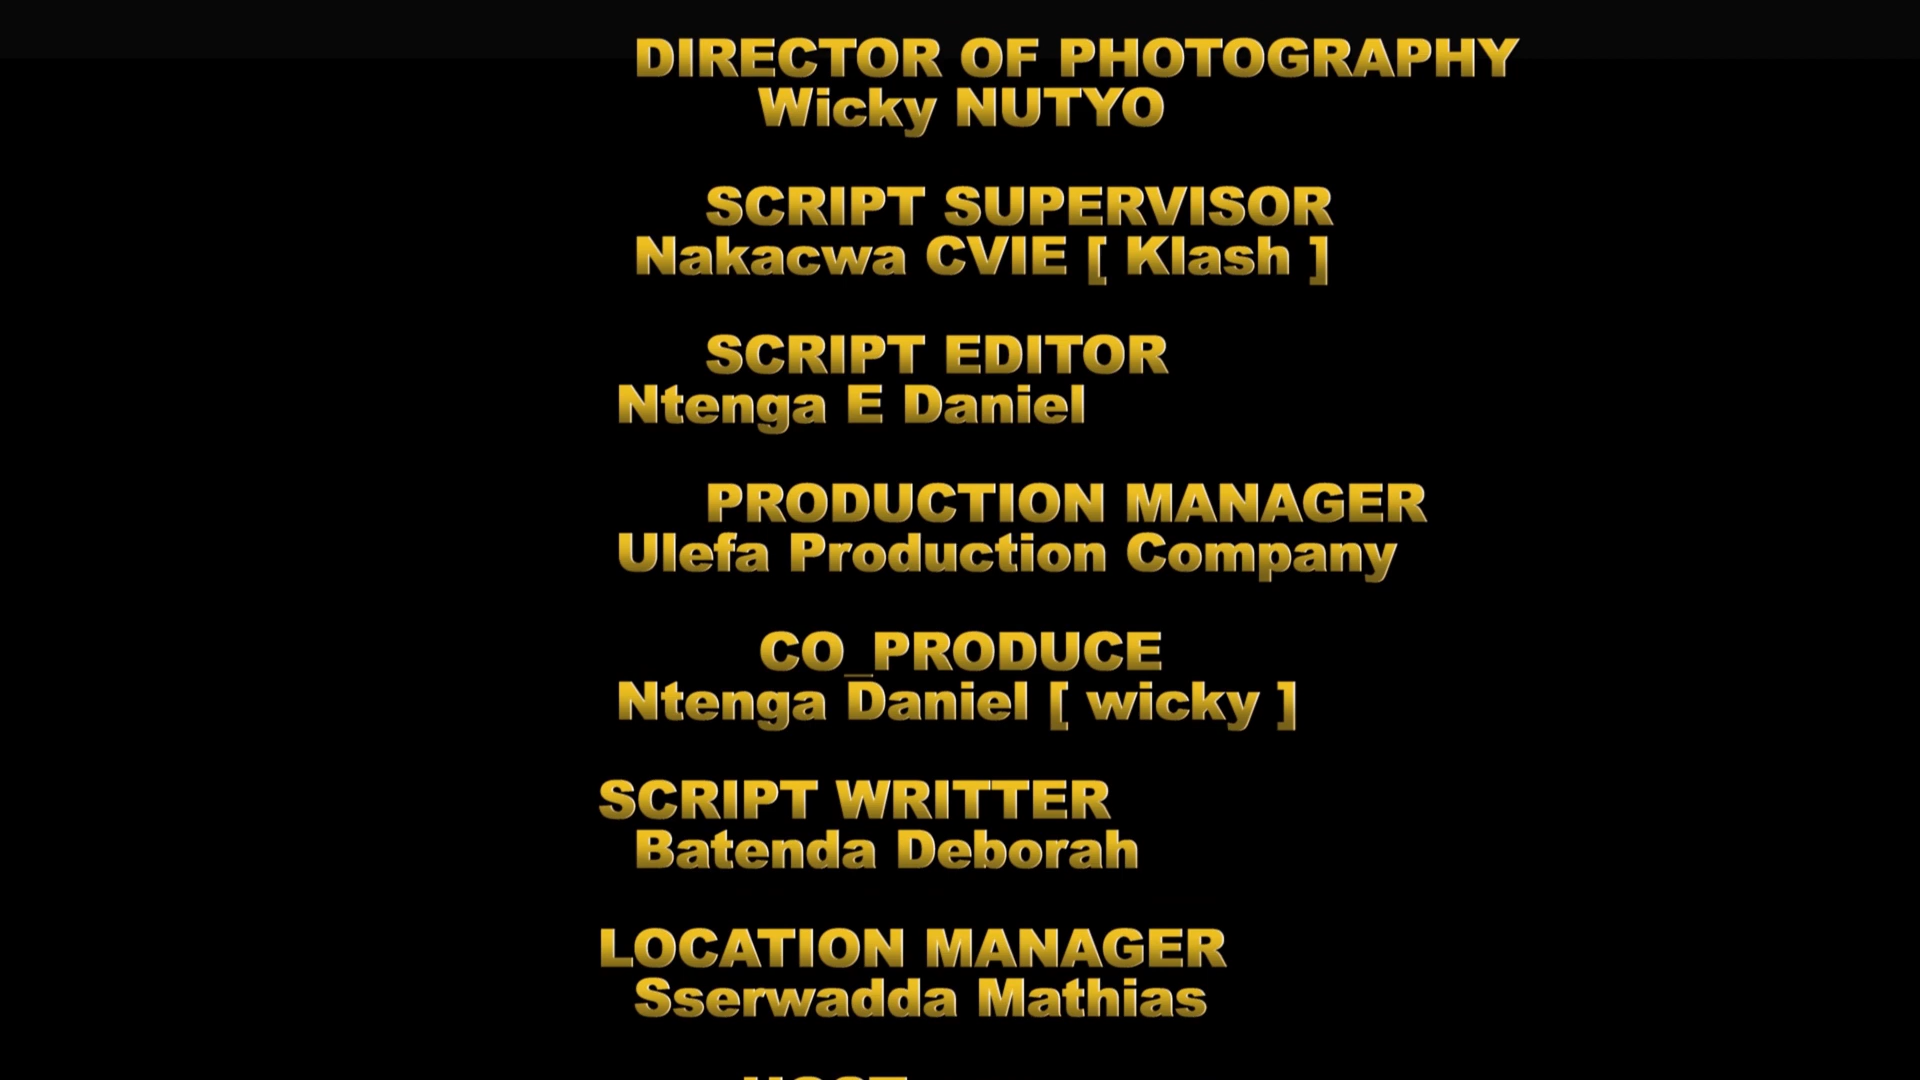 DIRECTOR OF PHOTOGRAPHY
Wicky NUTYO
SCRIPT SUPERVISOR
Nakacwa CVIE [ Klash ]
SCRIPT EDITOR
Ntenga E Daniel
PRODUCTION MANAGER
Ulefa Production Company
CO_PRODUCE
Ntenga Daniel [ wicky ]
SCRIPT WRITTER
Batenda Deborah
LOCATION MANAGER
Sserwadda Mathias